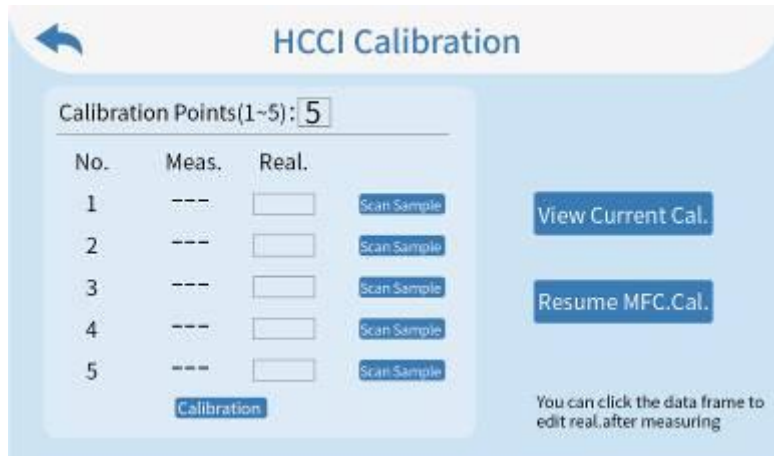 HCCI Calibration
Calibration Points(1~5): 5
No. Meas. Real.
1 --- Scan Sample
2 --- Scan Sample
3 --- Scan Sample
4 --- Scan Sample
5 --- Scan Sample
Calibration
View Current Cal.
Resume MFC.Cal.
You can click the data frame to
edit real.after measuring